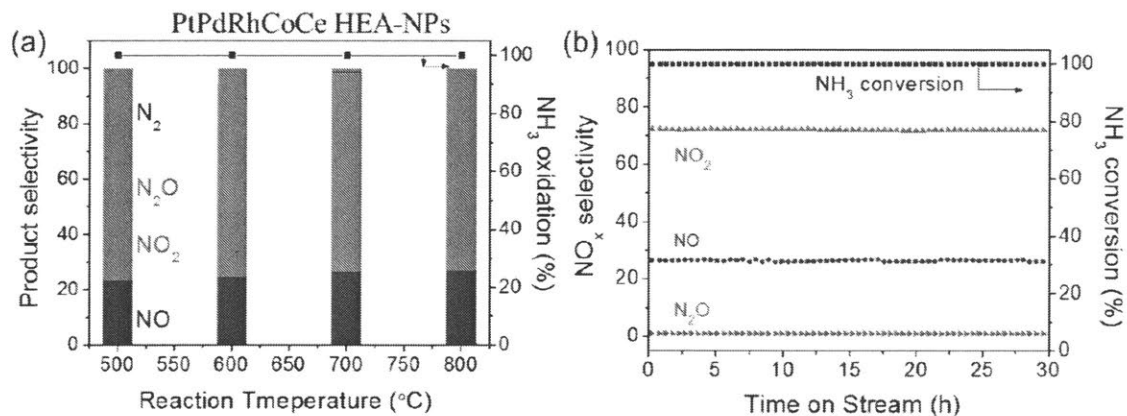 PtPdRhCoCe HEA-NPs
(a)
Product selectivity
100
80
60
40
20
0
N2
N2O
NO2
NO
100
80
60
40
20
0
NH3 oxidation (%)
500 550 600 650 700 750 800
Reaction Tmeperature (°C)
(b)
NOx selectivity
100
80
60
40
20
0
NH3 conversion
NO2
NO
N2O
100
80
60
40
20
0
NH3 conversion (%)
0 5 10 15 20 25 30
Time on Stream (h)